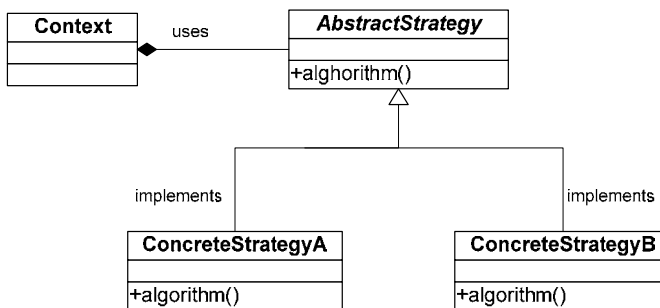 Context
uses
AbstractStrategy
+alghorithm()
implements
implements
ConcreteStrategyA
ConcreteStrategyB
+algorithm()
+algorithm()